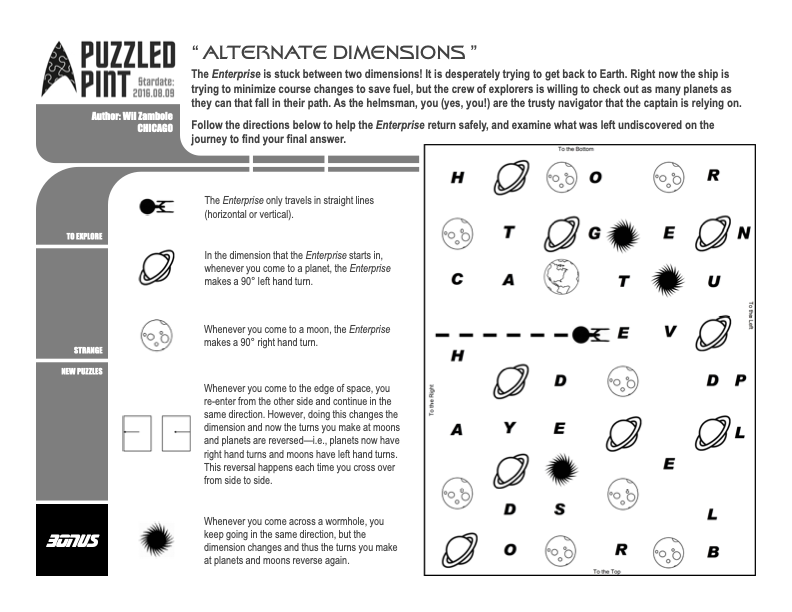 PUZZLED
PINT
Stardate:
2016.08.09
Author: Wil Zambole
CHICAGO
“ ALTERNATE DIMENSIONS ”
The Enterprise is stuck between two dimensions! It is desperately trying to get back to Earth. Right now the ship is
trying to minimize course changes to save fuel, but the crew of explorers is willing to check out as many planets as
they can that fall in their path. As the helmsman, you (yes, you!) are the trusty navigator that the captain is relying on.
Follow the directions below to help the Enterprise return safely, and examine what was left undiscovered on the
journey to find your final answer.
TO EXPLORE
STRANGE
NEW PUZZLES
BONUS
The Enterprise only travels in straight lines
(horizontal or vertical).
In the dimension that the Enterprise starts in,
whenever you come to a planet, the Enterprise
makes a 90° left hand turn.
Whenever you come to a moon, the Enterprise
makes a 90° right hand turn.
Whenever you come to the edge of space, you
re-enter from the other side and continue in the
same direction. However, doing this changes the
dimension and now the turns you make at moons
and planets are reversed—i.e., planets now have
right hand turns and moons have left hand turns.
This reversal happens each time you cross over
from side to side.
Whenever you come across a wormhole, you
keep going in the same direction, but the
dimension changes and thus the turns you make
at planets and moons reverse again.
To the Bottom
H O R
T G E N
C A T U
To the Left
E V
H
To the Right
D D P
A Y E L
E
D S L
O R B
To the Top